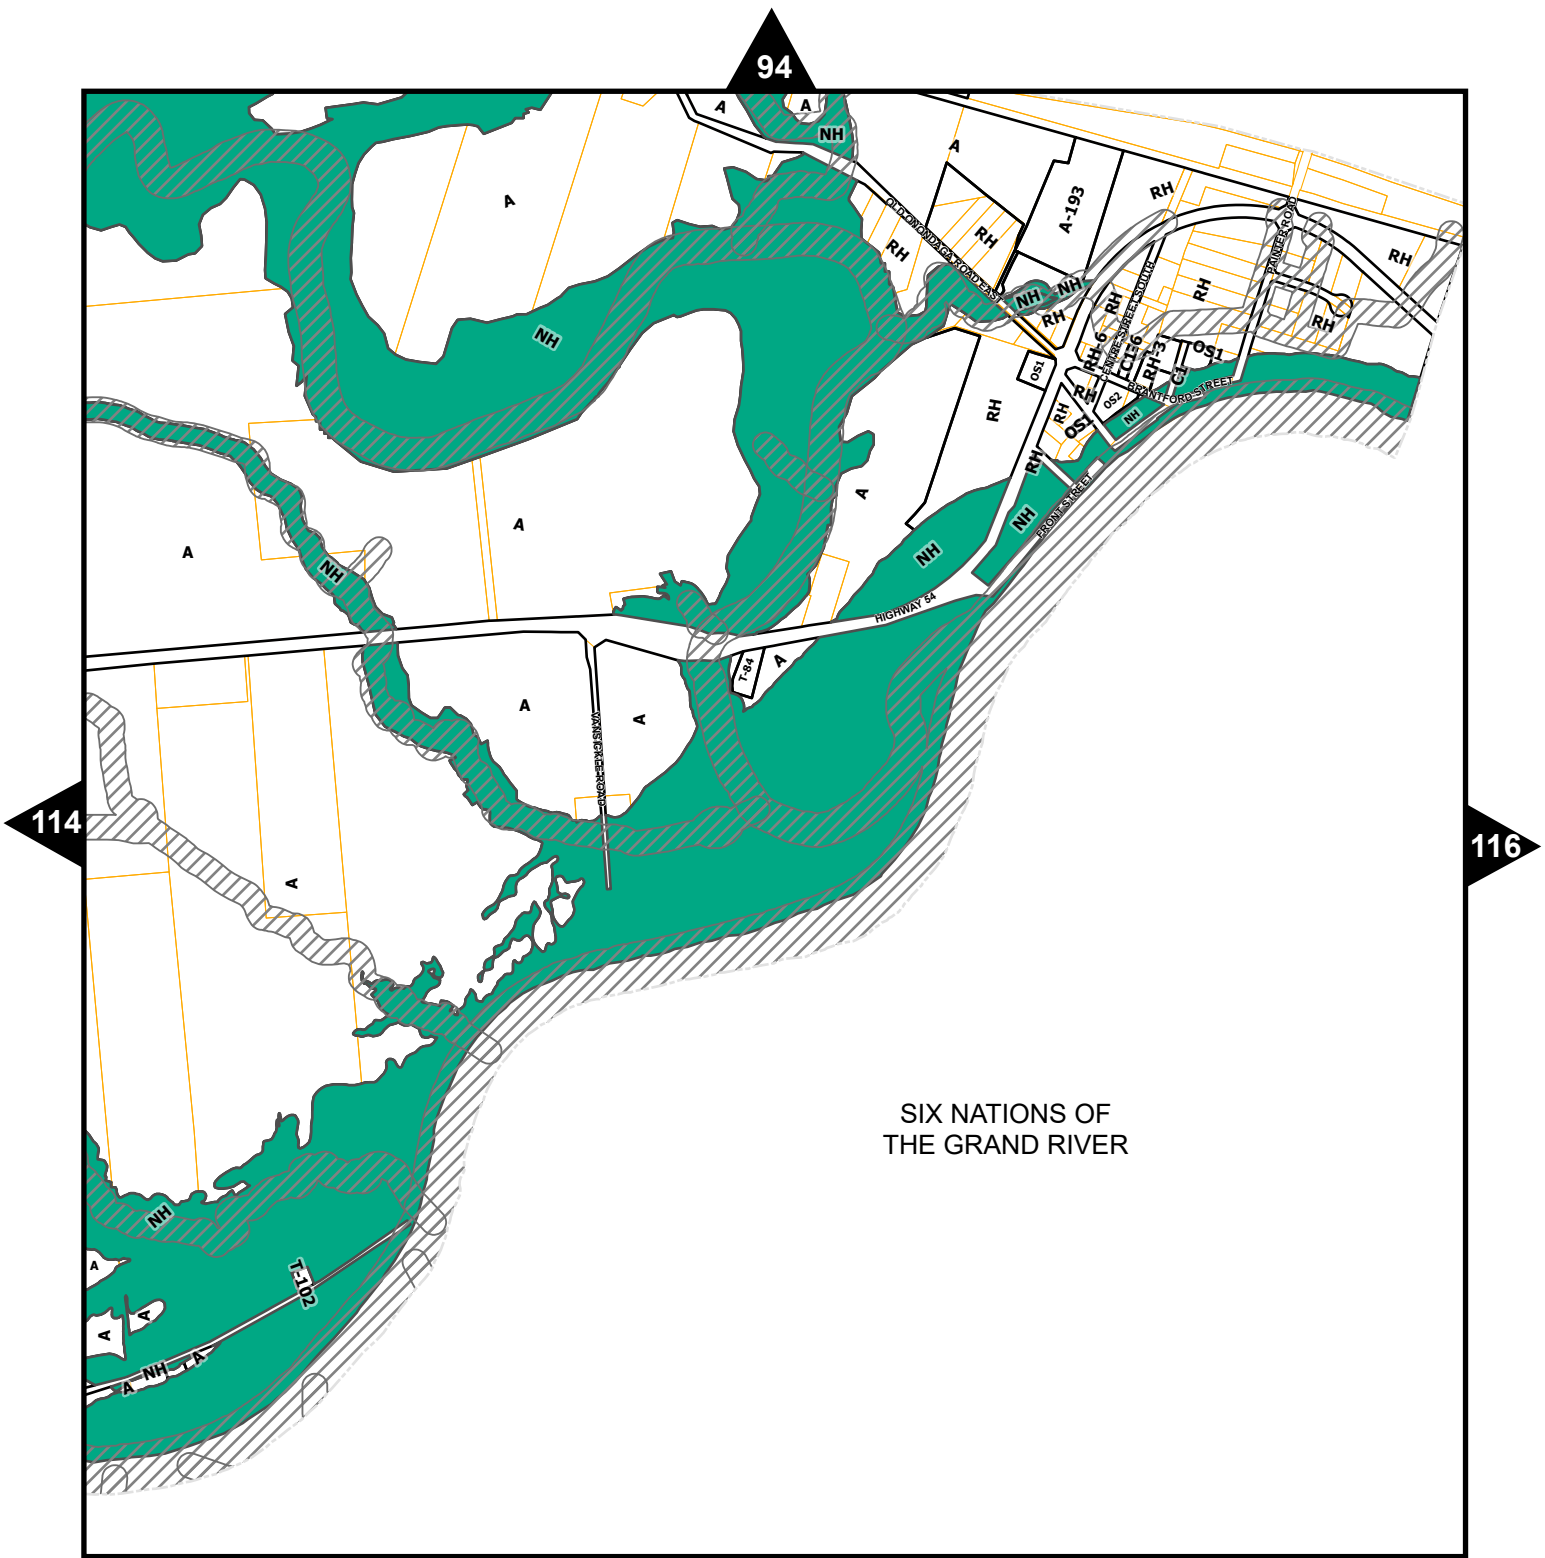 94
A
A
NH
A
A-193
RH
A
RH
OLD ONONDAGA ROAD EAST
RH
PAINTER ROAD
RH
NH
NH
CENTRE STREET SOUTH
RH
RH
RH
RH
NH
OS1
RH-6
C1-6
RH-3
OS1
C1
BRANTFORD STREET
RH
OS2
NH
RH
RH
OS1
RH
A
NH
FRONT STREET
A
A
NH
NH
HIGHWAY 54
T-84
A
A
A
VANSICKLE ROAD
114
116
A
SIX NATIONS OF
THE GRAND RIVER
NH
A
T-102
A
A
NH
A
A